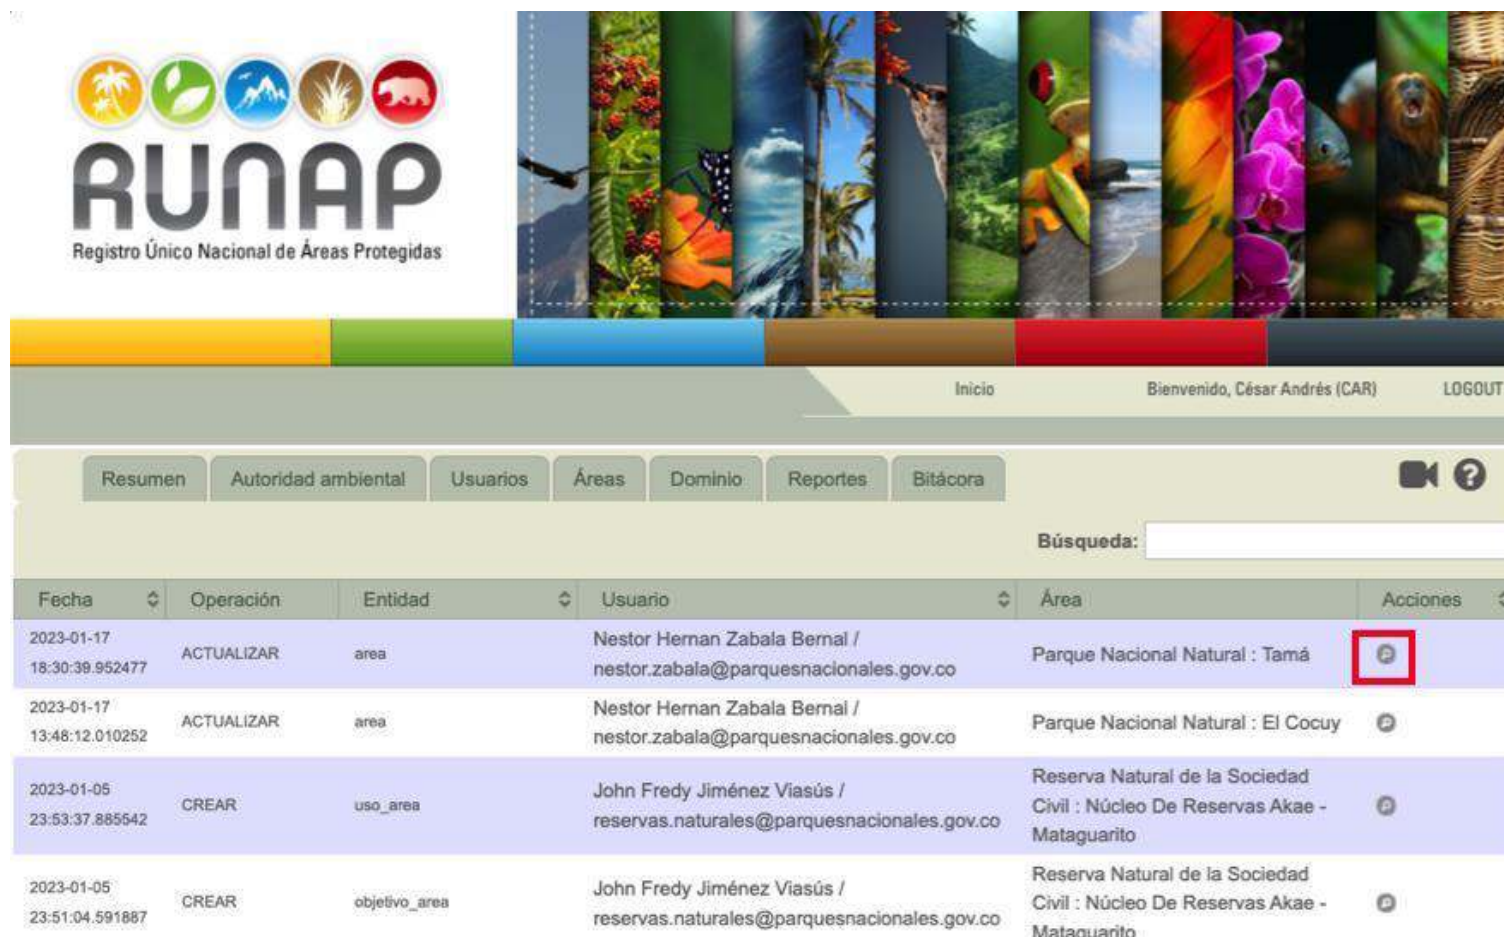 RUNAP
Registro Único Nacional de Áreas Protegidas
Inicio Bienvenido, César Andrés (CAR) LOGOUT
Resumen Autoridad ambiental Usuarios Áreas Dominio Reportes Bitácora
Búsqueda:
Fecha Operación Entidad Usuario Área Acciones
2023-01-17
18:30:39.952477
ACTUALIZAR
area
Nestor Hernan Zabala Bernal /
nestor.zabala@parquesnacionales.gov.co
Parque Nacional Natural : Tamá
2023-01-17
13:48:12.010252
ACTUALIZAR
area
Nestor Hernan Zabala Bernal /
nestor.zabala@parquesnacionales.gov.co
Parque Nacional Natural : El Cocuy
2023-01-05
23:53:37.885542
CREAR
uso_area
John Fredy Jiménez Viasús /
reservas.naturales@parquesnacionales.gov.co
Reserva Natural de la Sociedad
Civil : Núcleo De Reservas Akae -
Mataguarito
2023-01-05
23:51:04.591887
CREAR
objetivo_area
John Fredy Jiménez Viasús /
reservas.naturales@parquesnacionales.gov.co
Reserva Natural de la Sociedad
Civil : Núcleo De Reservas Akae -
Mataguarito